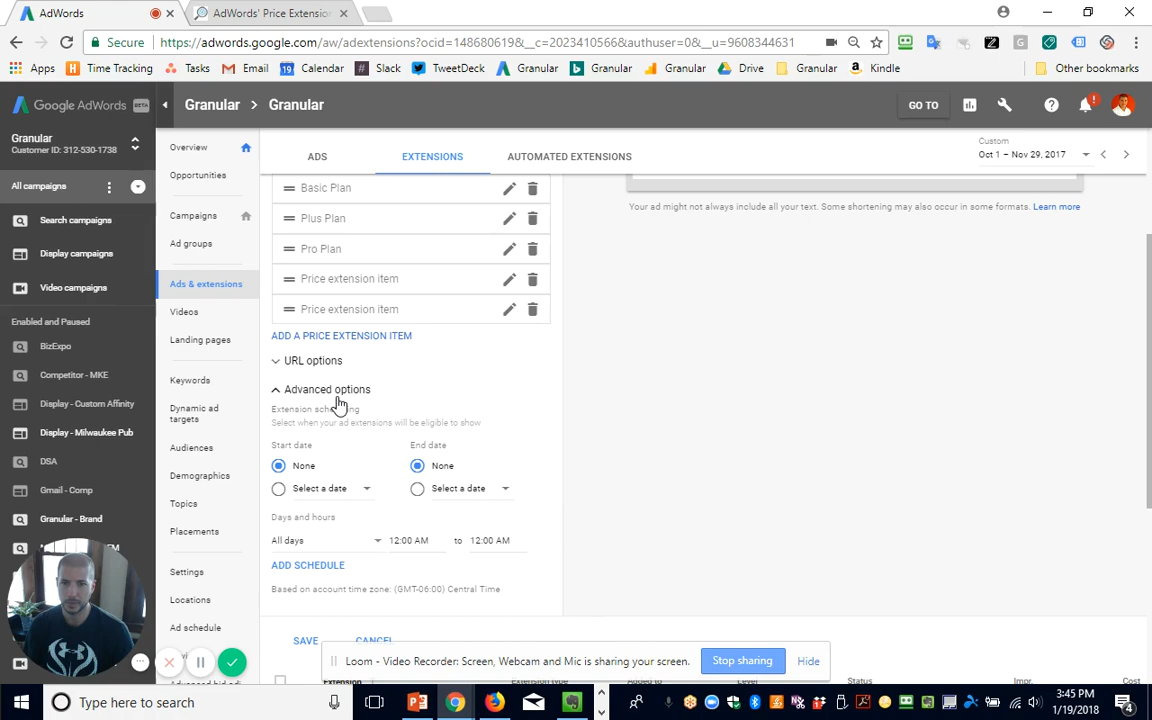 AdWords
AdWords' Price Extension
Secure
https://adwords.google.com/aw/adextensions?ocid=148680619&__c=2023410566&authuser=0&__u=9608344631
Apps
Time Tracking
Tasks
Email
Calendar
Slack
TweetDeck
Granular
Granular
Granular
Drive
Granular
Kindle
Other bookmarks
Google AdWords BETA
Granular > Granular
GO TO
Granular
Customer ID: 312-530-1738
All campaigns
Search campaigns
Display campaigns
Video campaigns
Enabled and Paused
BizExpo
Competitor - MKE
Display - Custom Affinity
Display - Milwaukee Pub
DSA
Gmail - Comp
Granular - Brand
Overview
Opportunities
Campaigns
Ad groups
Ads & extensions
Videos
Landing pages
Keywords
Dynamic ad
targets
Audiences
Demographics
Topics
Placements
Settings
Locations
Ad schedule
ADS
EXTENSIONS
AUTOMATED EXTENSIONS
Custom
Oct 1 – Nov 29, 2017
Basic Plan
Plus Plan
Pro Plan
Price extension item
Price extension item
ADD A PRICE EXTENSION ITEM
URL options
Advanced options
Extension scheduling
Select when your ad extensions will be eligible to show
Start date
End date
None
None
Select a date
Select a date
Days and hours
All days
12:00 AM to 12:00 AM
ADD SCHEDULE
Based on account time zone: (GMT-06:00) Central Time
SAVE
CANCEL
Your ad might not always include all your text. Some shortening may also occur in some formats. Learn more
Loom - Video Recorder: Screen, Webcam and Mic is sharing your screen.
Stop sharing
Hide
Extension
Extension type
Added to
Level
Status
Impr.
Type here to search
3:45 PM
1/19/2018